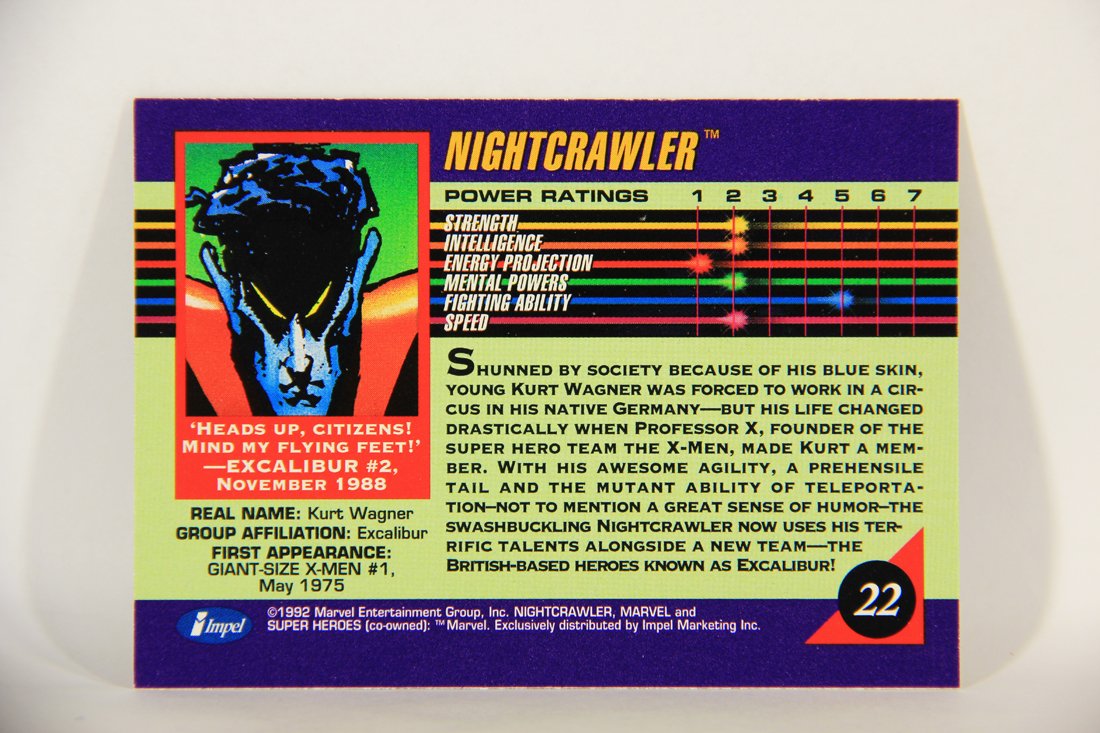 NIGHTCRAWLER™
POWER RATINGS 1 2 3 4 5 6 7
STRENGTH
INTELLIGENCE
ENERGY PROJECTION
MENTAL POWERS
FIGHTING ABILITY
SPEED
'HEADS UP, CITIZENS!
MIND MY FLYING FEET!'
—EXCALIBUR #2,
NOVEMBER 1988
REAL NAME: Kurt Wagner
GROUP AFFILIATION: Excalibur
FIRST APPEARANCE:
GIANT-SIZE X-MEN #1,
May 1975
SHUNNED BY SOCIETY BECAUSE OF HIS BLUE SKIN,
YOUNG KURT WAGNER WAS FORCED TO WORK IN A CIR-
CUS IN HIS NATIVE GERMANY—BUT HIS LIFE CHANGED
DRASTICALLY WHEN PROFESSOR X, FOUNDER OF THE
SUPER HERO TEAM THE X-MEN, MADE KURT A MEM-
BER. WITH HIS AWESOME AGILITY, A PREHENSILE
TAIL AND THE MUTANT ABILITY OF TELEPORTA-
TION—NOT TO MENTION A GREAT SENSE OF HUMOR—THE
SWASHBUCKLING NIGHTCRAWLER NOW USES HIS TER-
RIFIC TALENTS ALONGSIDE A NEW TEAM—THE
BRITISH-BASED HEROES KNOWN AS EXCALIBUR!
22
Impel
©1992 Marvel Entertainment Group, Inc. NIGHTCRAWLER, MARVEL and
SUPER HEROES (co-owned): ™Marvel. Exclusively distributed by Impel Marketing Inc.